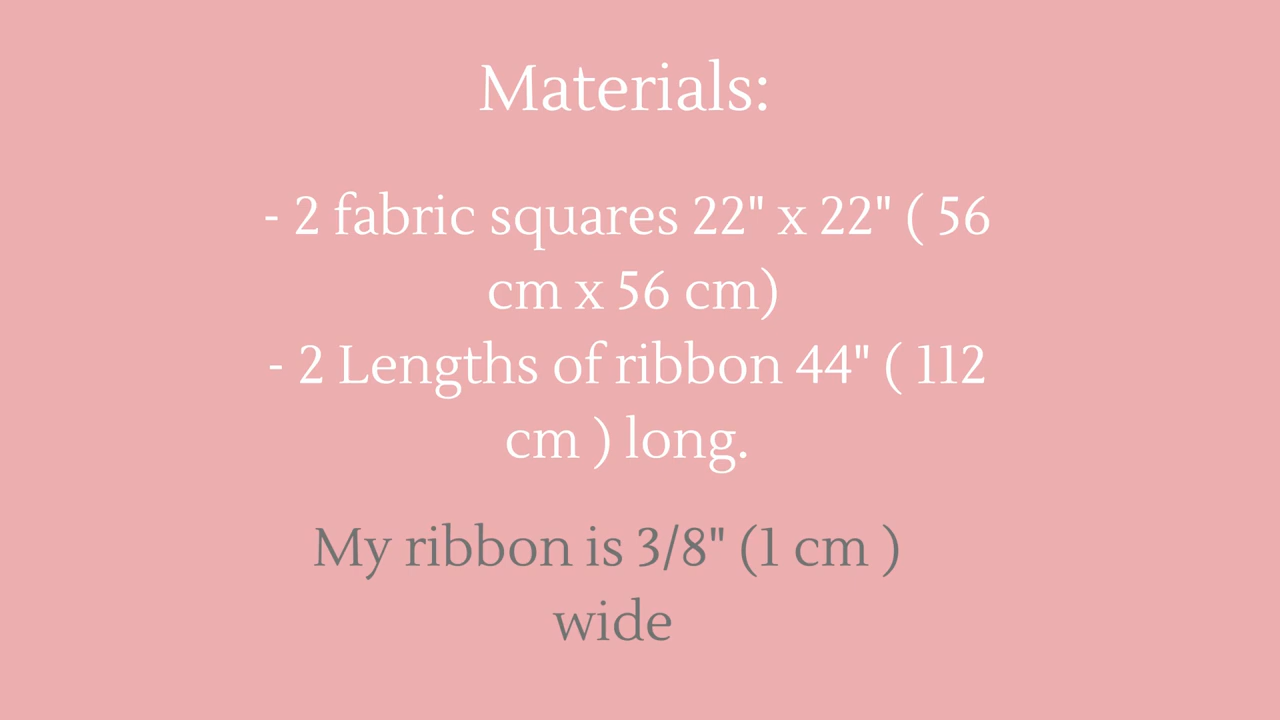 Materials:
- 2 fabric squares 22" x 22" ( 56
cm x 56 cm)
- 2 Lengths of ribbon 44" ( 112
cm ) long.
My ribbon is 3/8" (1 cm )
wide